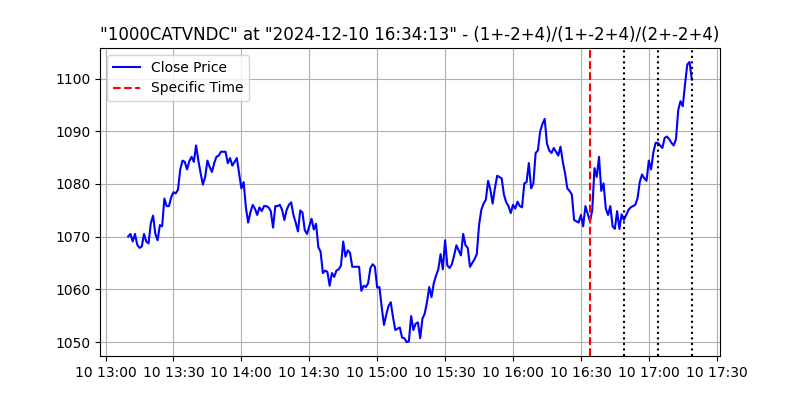 "1000CATVNDC" at "2024-12-10 16:34:13" - (1+-2+4)/(1+-2+4)/(2+-2+4)
Close Price
Specific Time
1100
1090
1080
1070
1060
1050
10 13:00 10 13:30 10 14:00 10 14:30 10 15:00 10 15:30 10 16:00 10 16:30 10 17:00 10 17:30